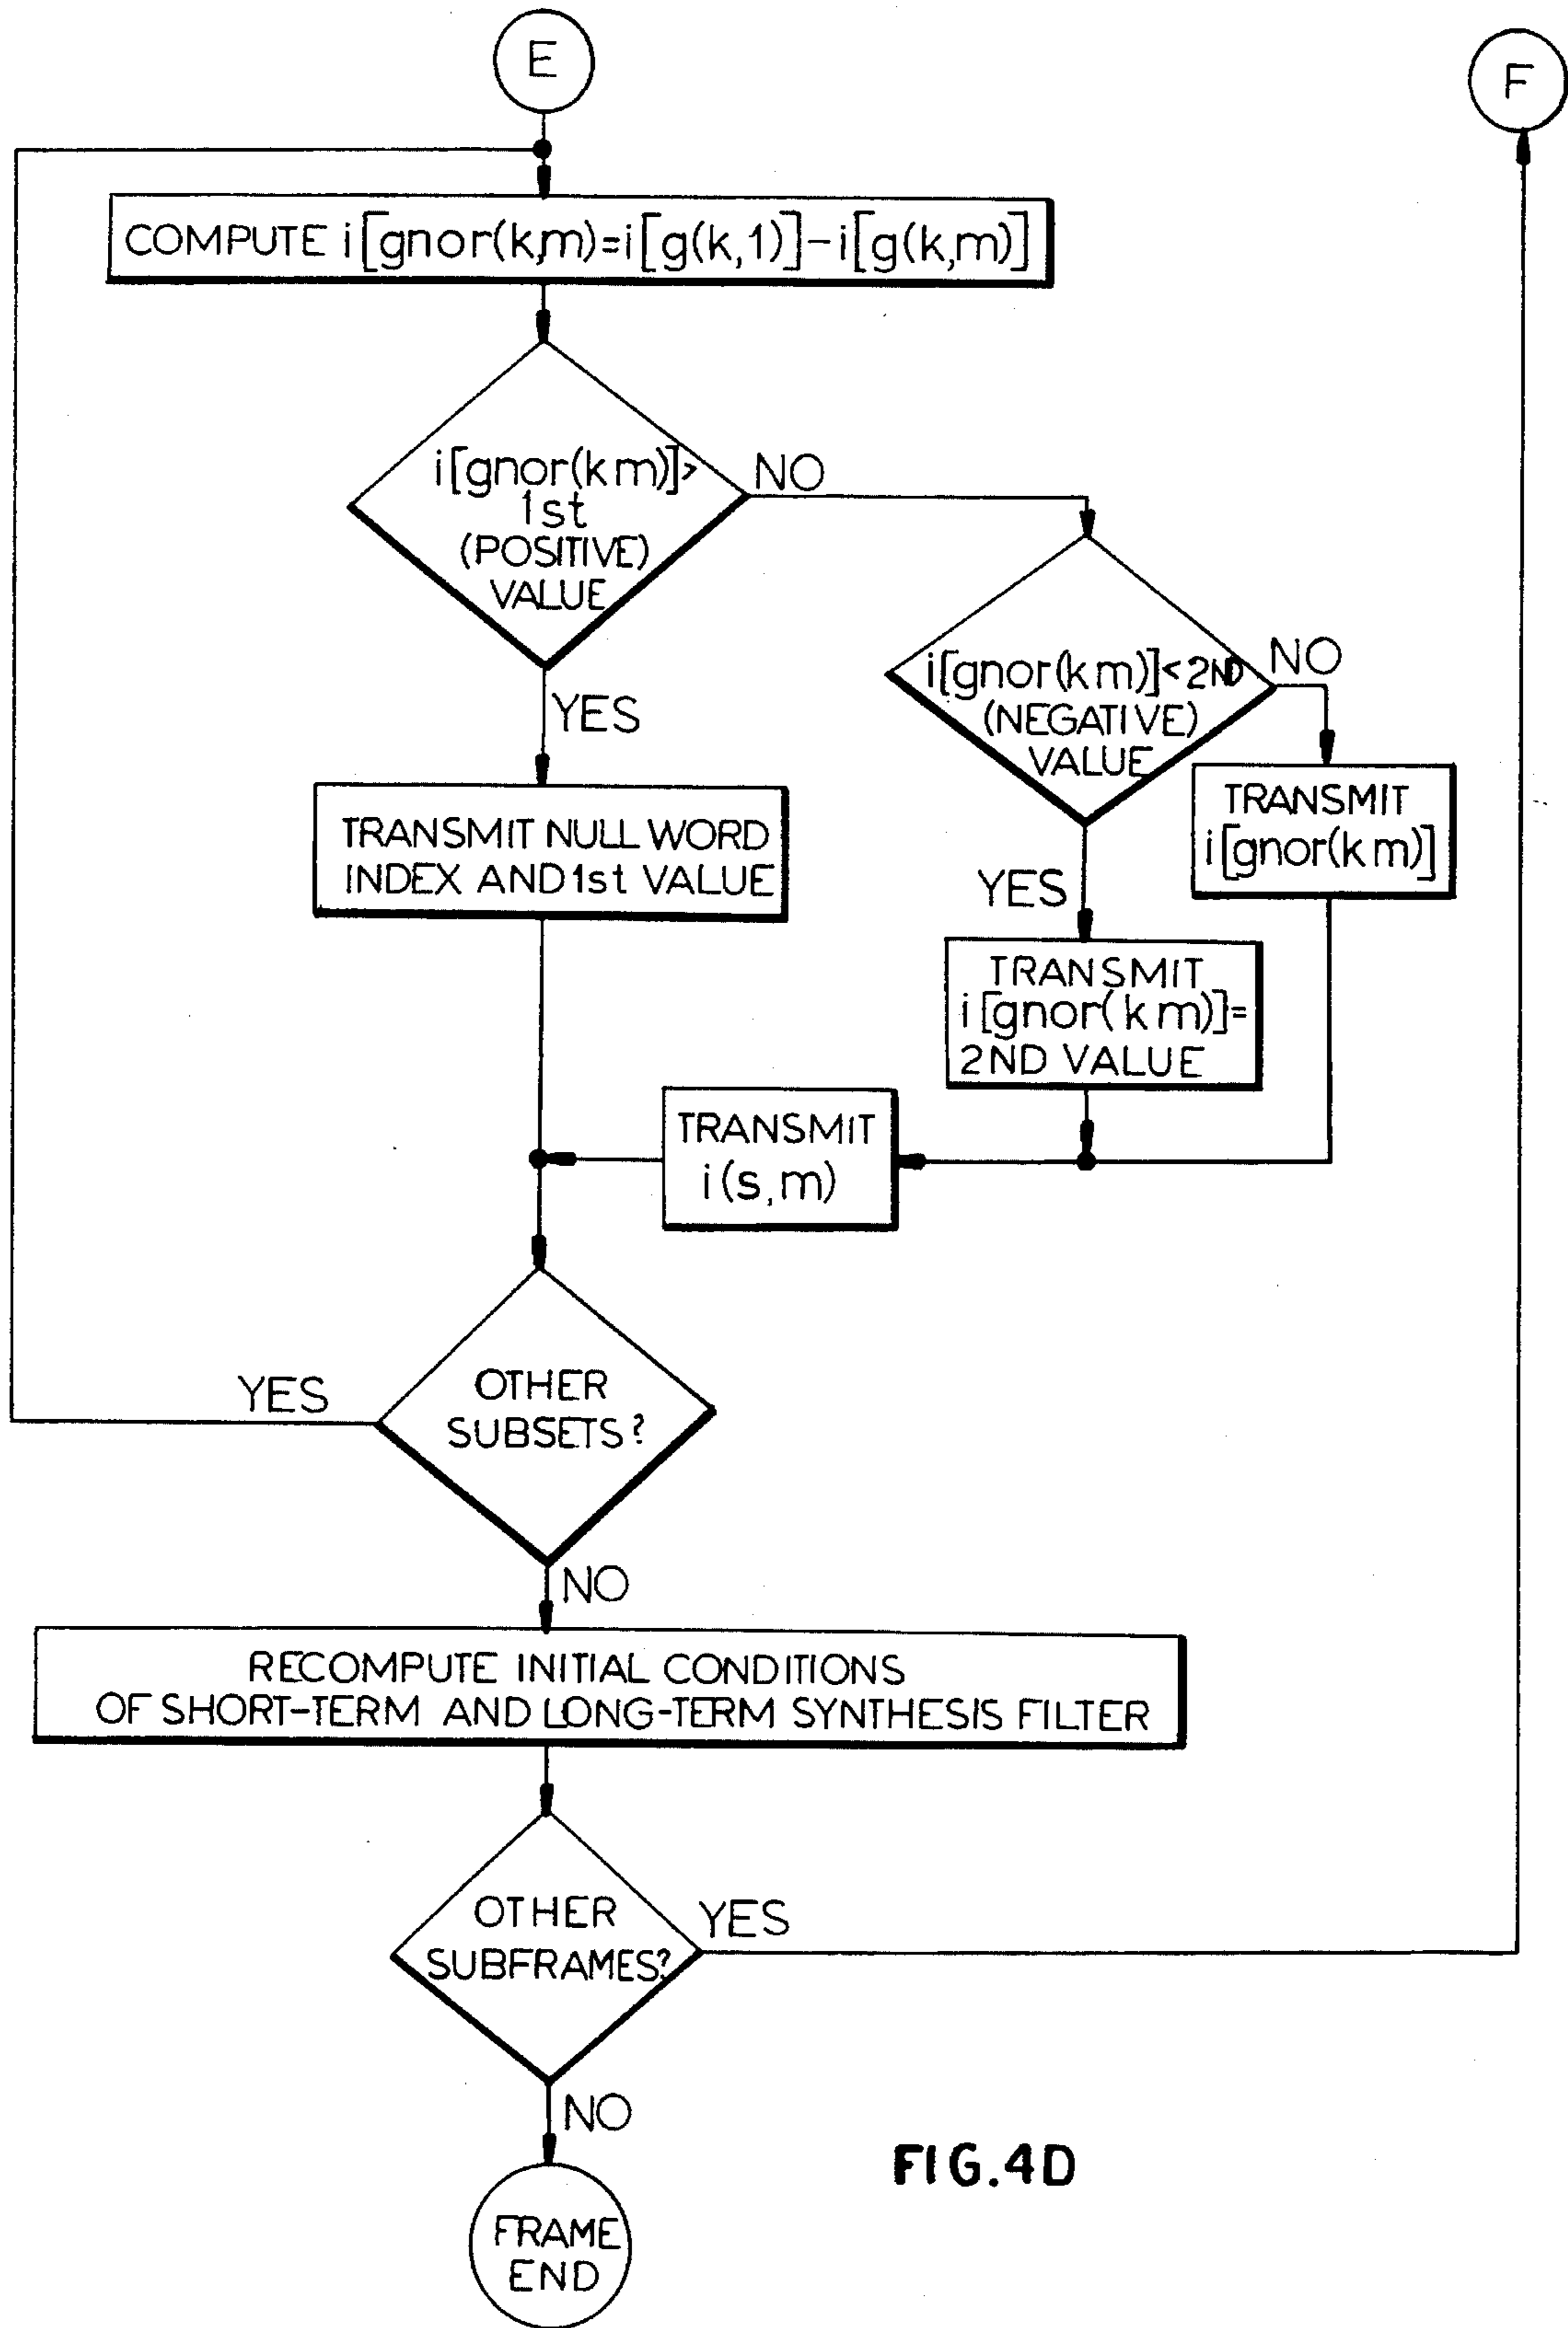 E
F
COMPUTE i[gnor(k,m)=i[g(k,1)]-i[g(k,m)]
i[gnor(k m)]>
1st
(POSITIVE)
VALUE
NO
YES
i[gnor(k m)]<2ND
(NEGATIVE)
VALUE
NO
YES
TRANSMIT
i[gnor(k m)]
TRANSMIT NULL WORD
INDEX AND 1st VALUE
TRANSMIT
i[gnor(k m)]=
2ND VALUE
TRANSMIT
i(s,m)
OTHER
SUBSETS?
YES
NO
RECOMPUTE INITIAL CONDITIONS
OF SHORT-TERM AND LONG-TERM SYNTHESIS FILTER
OTHER
SUBFRAMES?
YES
NO
FRAME
END
FIG.4D